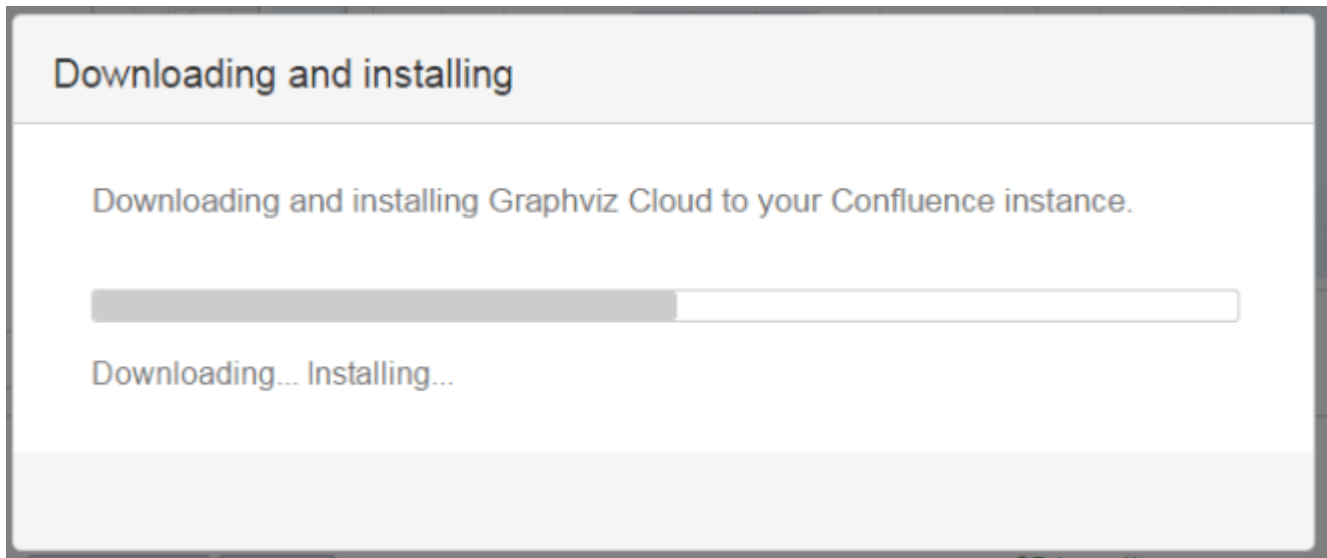 Downloading and installing
Downloading and installing Graphviz Cloud to your Confluence instance.
Downloading... Installing...